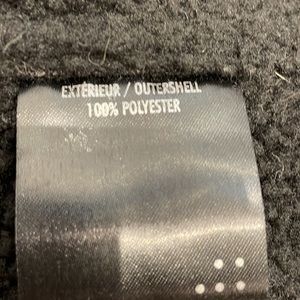 EXTÉRIEUR / OUTERSHELL
100% POLYESTER